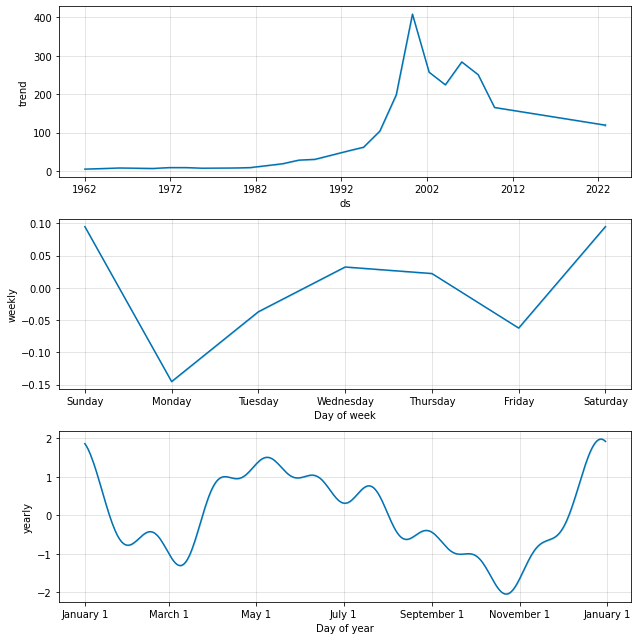 400
300
200
100
0
trend
1962 1972 1982 1992 2002 2012 2022
ds
0.10
0.05
0.00
−0.05
−0.10
−0.15
weekly
Sunday Monday Tuesday Wednesday Thursday Friday Saturday
Day of week
2
1
0
−1
−2
yearly
January 1 March 1 May 1 July 1 September 1 November 1 January 1
Day of year